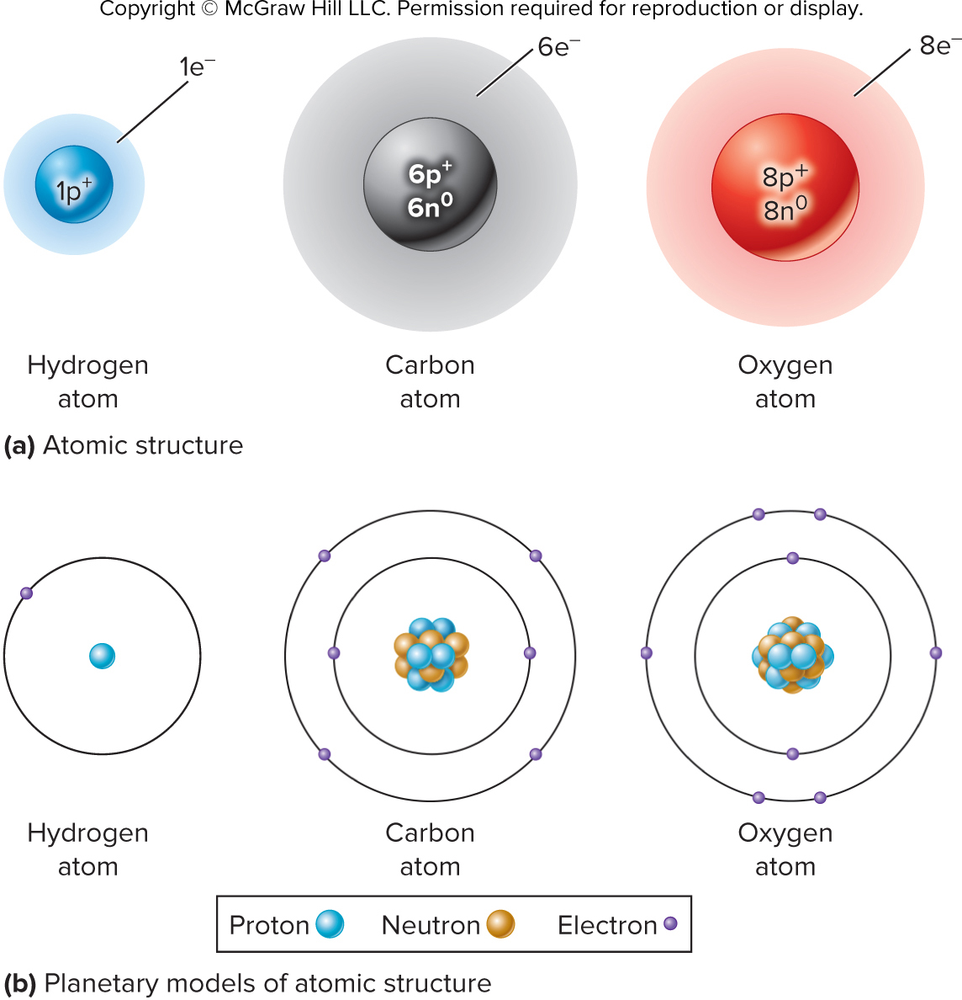 Copyright © McGraw Hill LLC. Permission required for reproduction or display.
1e⁻
6e⁻
8e⁻
1p⁺
6p⁺
6n⁰
8p⁺
8n⁰
Hydrogen
atom
Carbon
atom
Oxygen
atom
(a) Atomic structure
Hydrogen
atom
Carbon
atom
Oxygen
atom
Proton
Neutron
Electron
(b) Planetary models of atomic structure